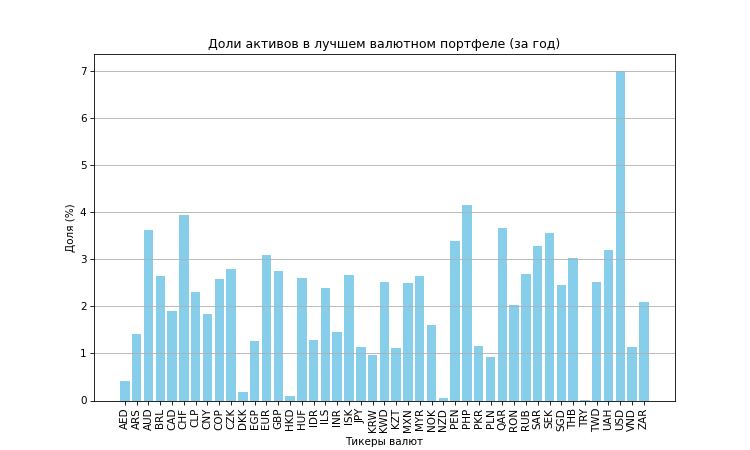 Доли активов в лучшем валютном портфеле (за год)
Доля (%)
7
6
5
4
3
2
1
0
AED ARS AUD BRL CAD CHF CLP CNY COP CZK DKK EGP EUR GBP HKD HUF IDR ILS INR ISK JPY KRW KWD KZT MXN MYR NOK NZD PEN PHP PKR PLN QAR RON RUB SAR SEK SGD THB TRY TWD UAH USD VND ZAR
Тикеры валют